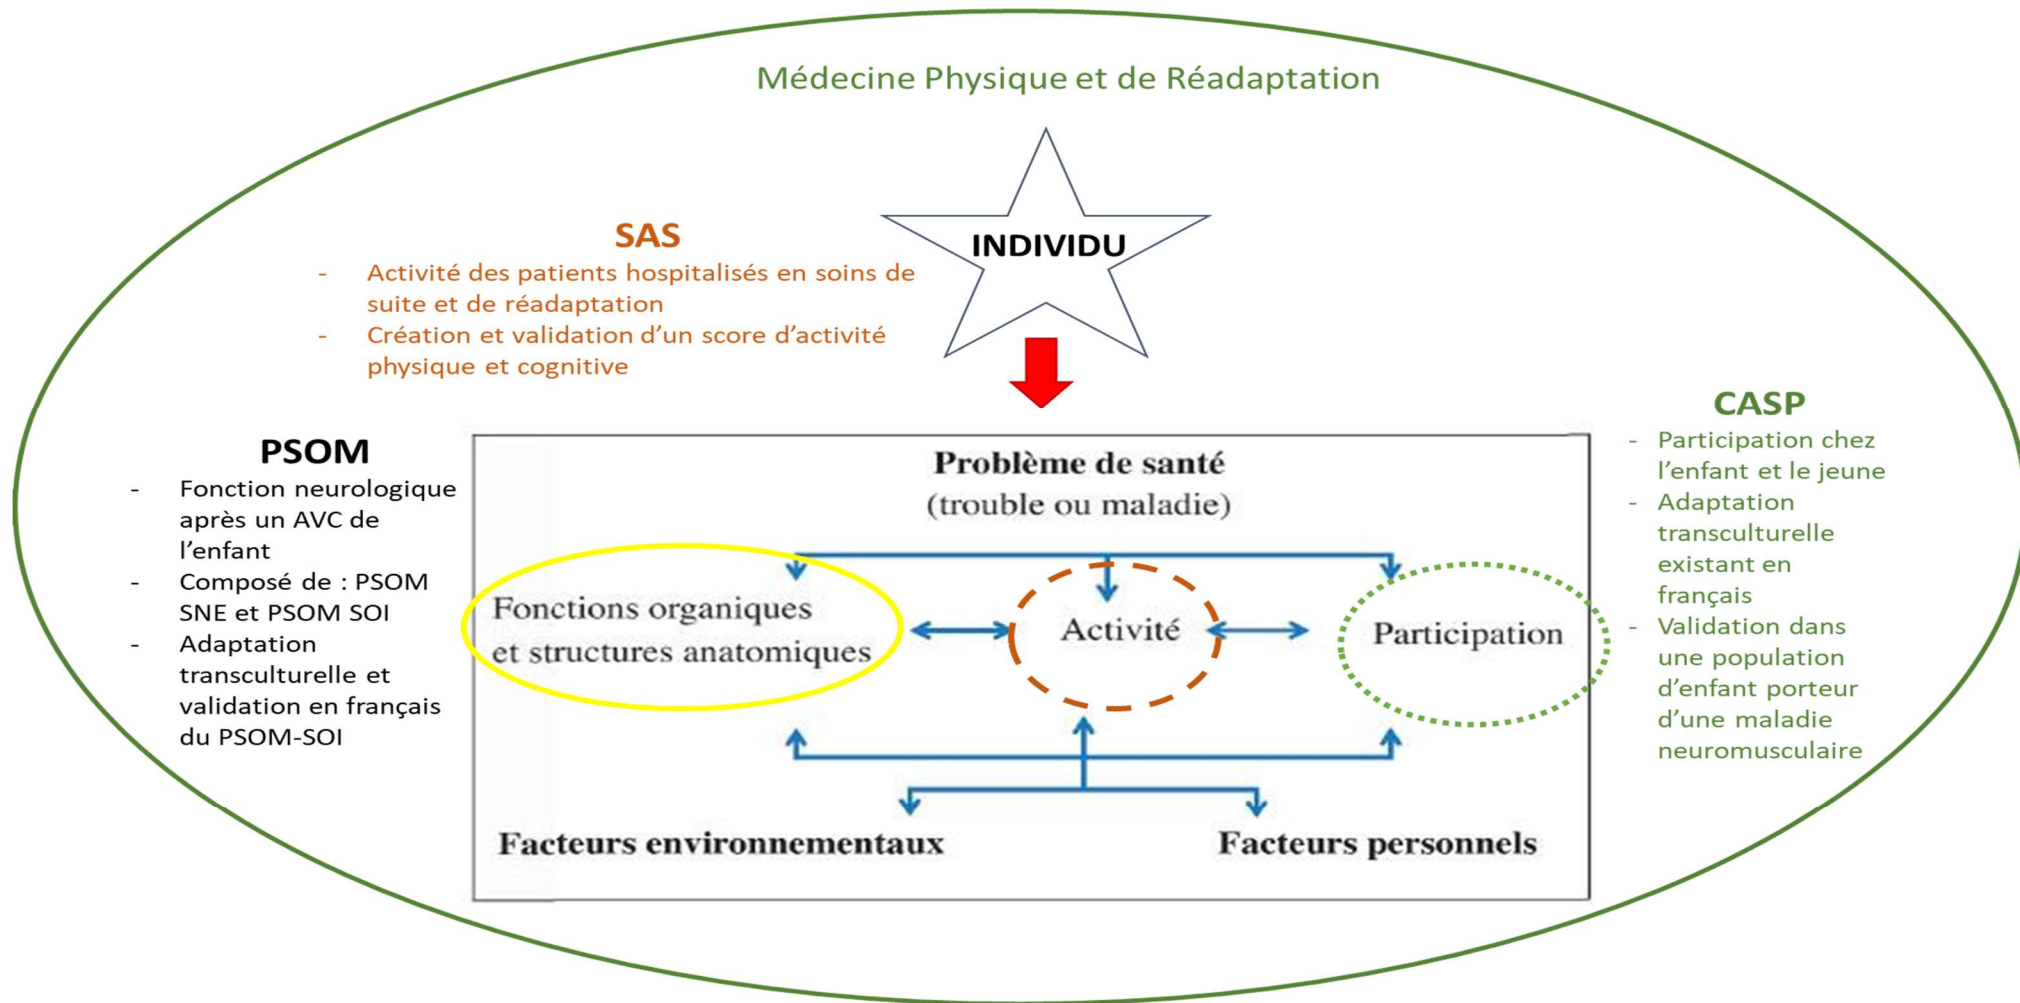 Médecine Physique et de Réadaptation
INDIVIDU
SAS
- Activité des patients hospitalisés en soins de
suite et de réadaptation
- Création et validation d’un score d’activité
physique et cognitive
PSOM
- Fonction neurologique
après un AVC de
l’enfant
- Composé de : PSOM
SNE et PSOM SOI
- Adaptation
transculturelle et
validation en français
du PSOM-SOI
Problème de santé
(trouble ou maladie)
Fonctions organiques
et structures anatomiques
Activité
Participation
Facteurs environnementaux
Facteurs personnels
CASP
- Participation chez
l’enfant et le jeune
- Adaptation
transculturelle
existant en
français
- Validation dans
une population
d’enfant porteur
d’une maladie
neuromusculaire